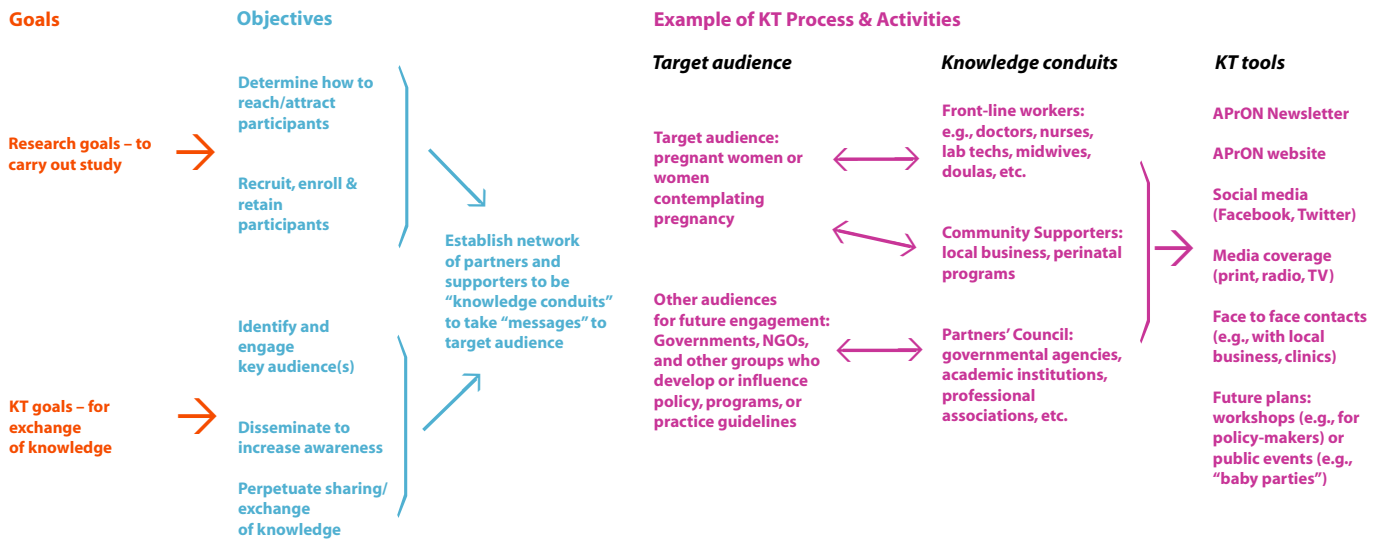 Goals
Objectives
Example of KT Process & Activities
Target audience
Knowledge conduits
KT tools
Research goals – to
carry out study
KT goals – for
exchange
of knowledge
Determine how to
reach/attract
participants
Recruit, enroll &
retain
participants
Identify and
engage
key audience(s)
Disseminate to
increase awareness
Perpetuate sharing/
exchange
of knowledge
Establish network
of partners and
supporters to be
“knowledge conduits”
to take “messages” to
target audience
Target audience:
pregnant women or
women
contemplating
pregnancy
Other audiences
for future engagement:
Governments, NGOs,
and other groups who
develop or influence
policy, programs, or
practice guidelines
Front-line workers:
e.g., doctors, nurses,
lab techs, midwives,
doulas, etc.
Community Supporters:
local business, perinatal
programs
Partners’ Council:
governmental agencies,
academic institutions,
professional
associations, etc.
APrON Newsletter
APrON website
Social media
(Facebook, Twitter)
Media coverage
(print, radio, TV)
Face to face contacts
(e.g., with local
business, clinics)
Future plans:
workshops (e.g., for
policy-makers) or
public events (e.g.,
“baby parties”)